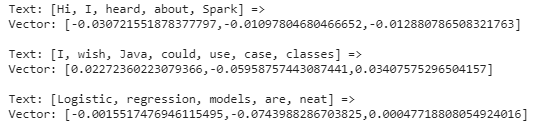 Text: [Hi, I, heard, about, Spark] =>
Vector: [-0.030721551878377797,-0.01097804680466652,-0.012880786508321763]
Text: [I, wish, Java, could, use, case, classes] =>
Vector: [0.02272360223079366,-0.05958757443087441,0.03407575296504157]
Text: [Logistic, regression, models, are, neat] =>
Vector: [-0.0015517476946115495,-0.0743988286703825,0.00047718808054924016]